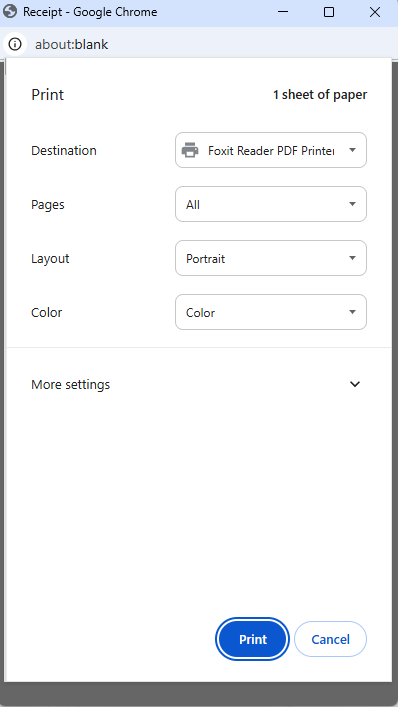 Receipt - Google Chrome
about:blank
Print 1 sheet of paper
Destination Foxit Reader PDF Printer
Pages All
Layout Portrait
Color Color
More settings
Print Cancel